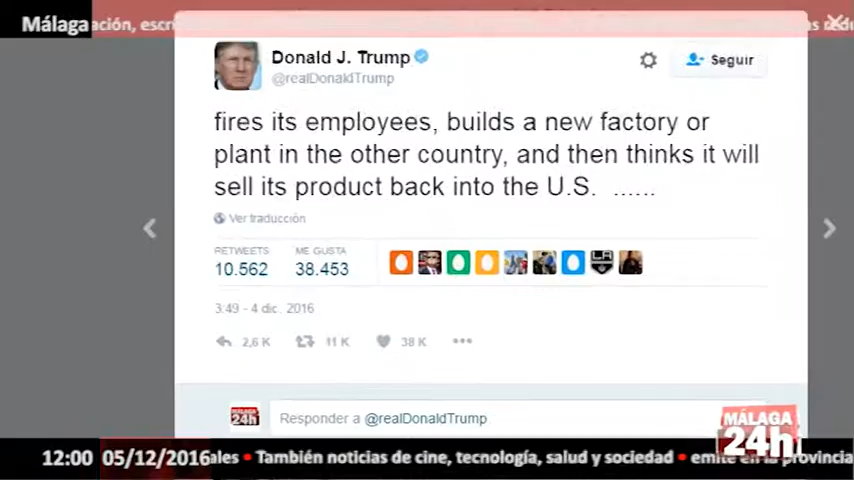 Málaga
ación, escr
Donald J. Trump
@realDonaldTrump
Seguir
fires its employees, builds a new factory or
plant in the other country, and then thinks it will
sell its product back into the U.S. ......
Ver traducción
RETWEETS ME GUSTA
10.562 38.453
LA
3:49 - 4 dic. 2016
2,6 K 11 K 38 K
MÁLAGA 24h Responder a @realDonaldTrump
MÁLAGA
24h
12:00 05/12/2016 ales • También noticias de cine, tecnología, salud y sociedad • emite en la provincia